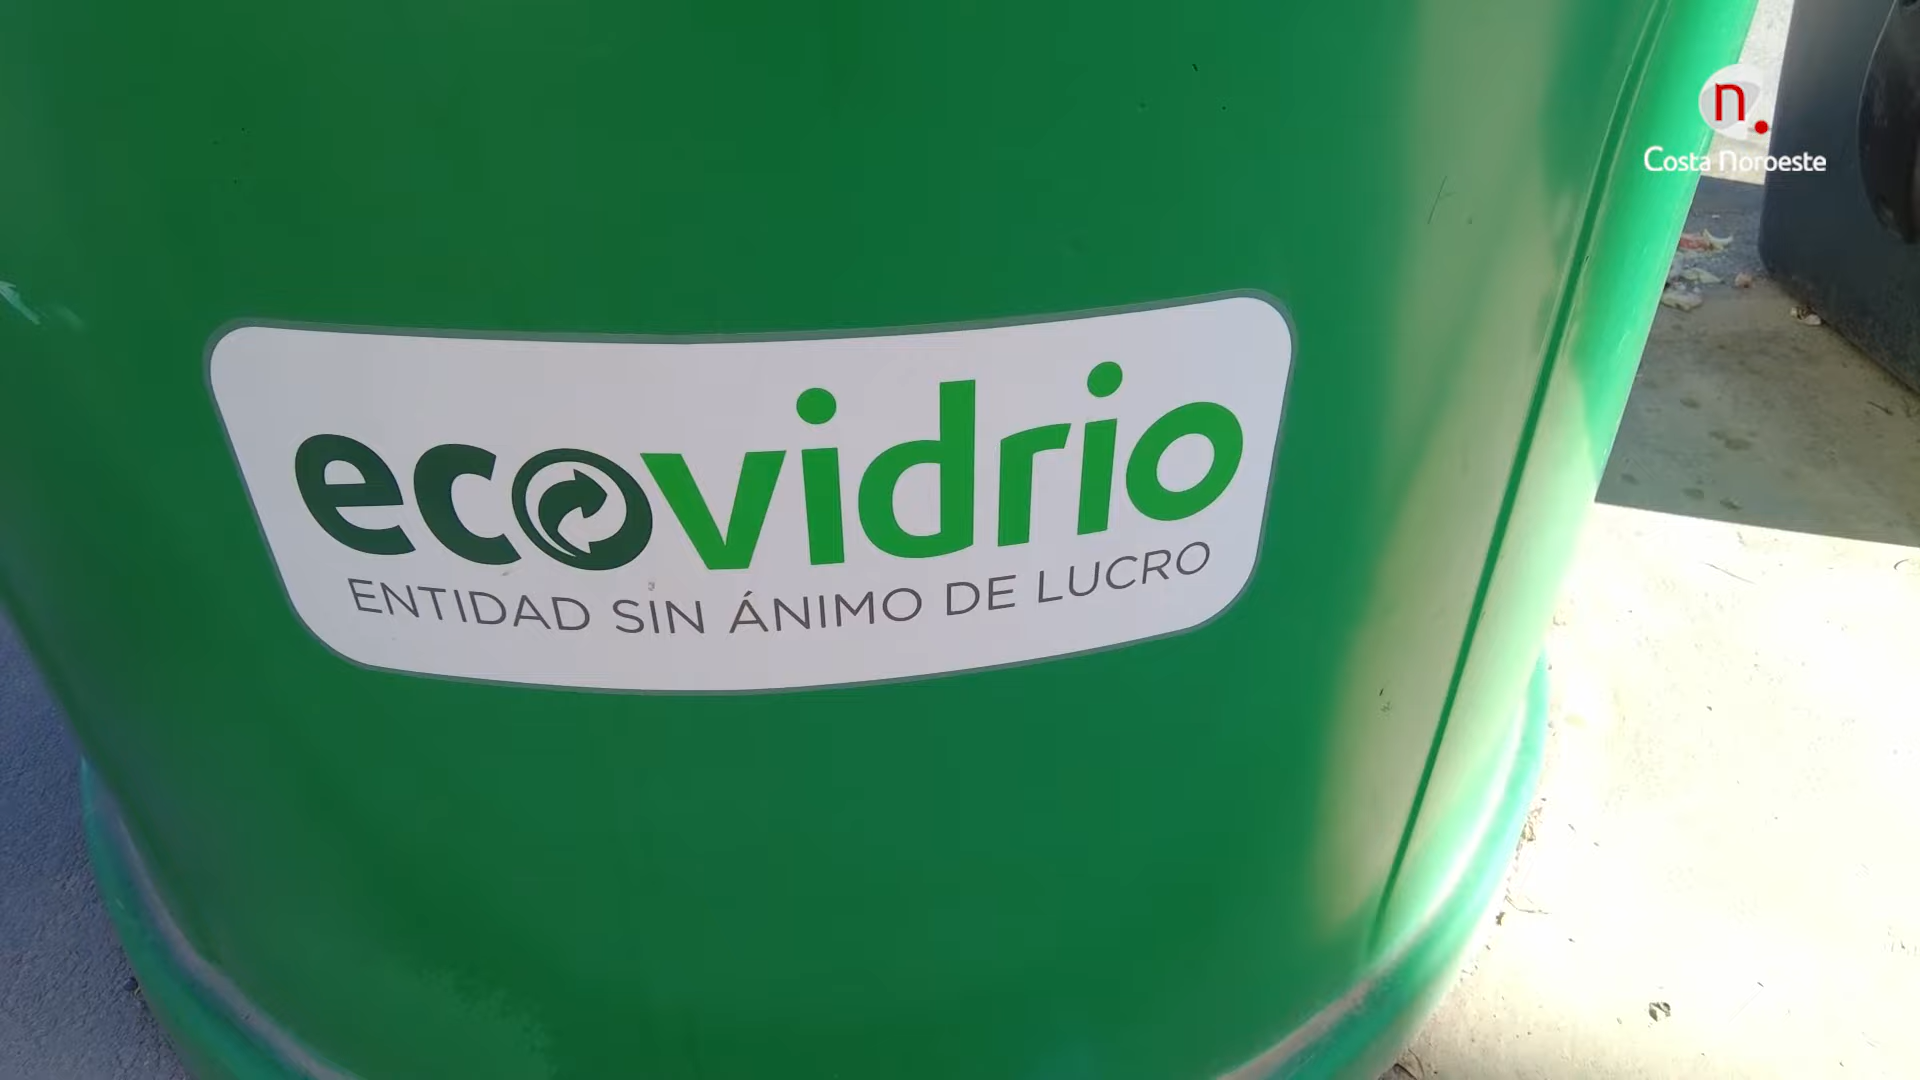 n.
Costa Noroeste
ecovidrio
ENTIDAD SIN ÁNIMO DE LUCRO